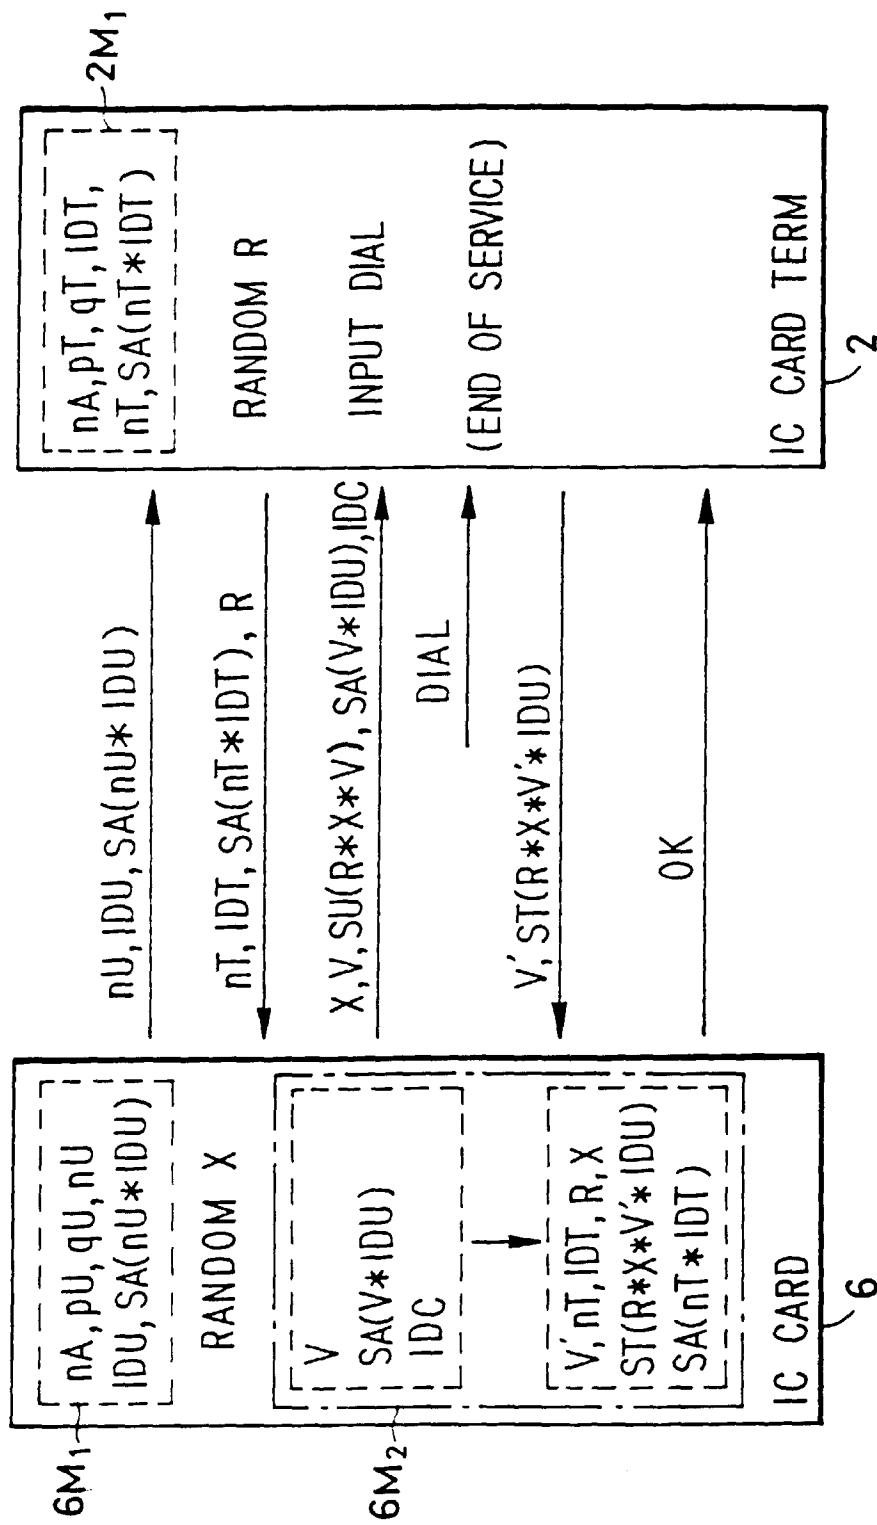 6M1
nA, pU, qU, nU
IDU, SA(nU*IDU)
RANDOM X
6M2
V
SA(V*IDU)
IDC
V', nT, IDT, R, X
ST(R*X*V'*IDU)
SA(nT*IDT)
IC CARD
6
nU, IDU, SA(nU*IDU)
nT, IDT, SA(nT*IDT), R
X, V, SU(R*X*V), SA(V*IDU), IDC
DIAL
V', ST(R*X*V'*IDU)
OK
2M1
nA, pT, qT, IDT,
nT, SA(nT*IDT)
RANDOM R
INPUT DIAL
(END OF SERVICE)
IC CARD TERM
2